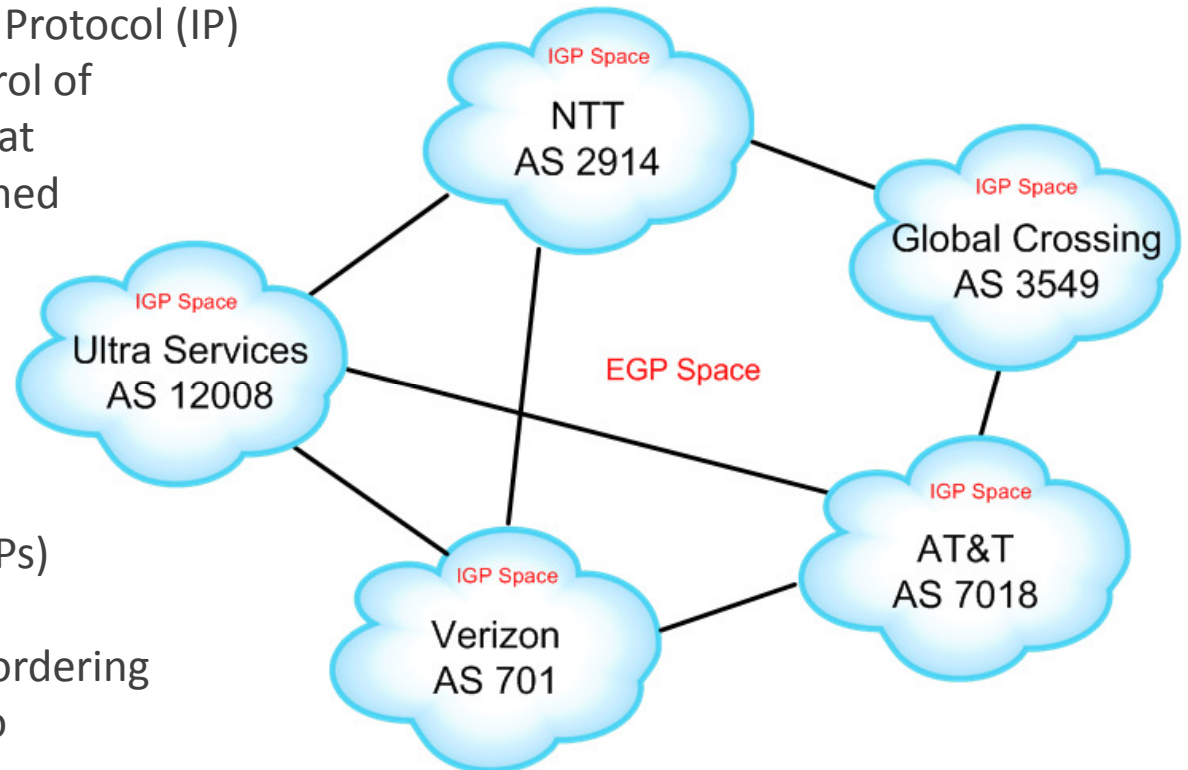 Protocol (IP)
rol of
at
ned
Ps)
ordering
o
IGP Space
NTT
AS 2914
IGP Space
Global Crossing
AS 3549
IGP Space
Ultra Services
AS 12008
EGP Space
IGP Space
AT&T
AS 7018
IGP Space
Verizon
AS 701